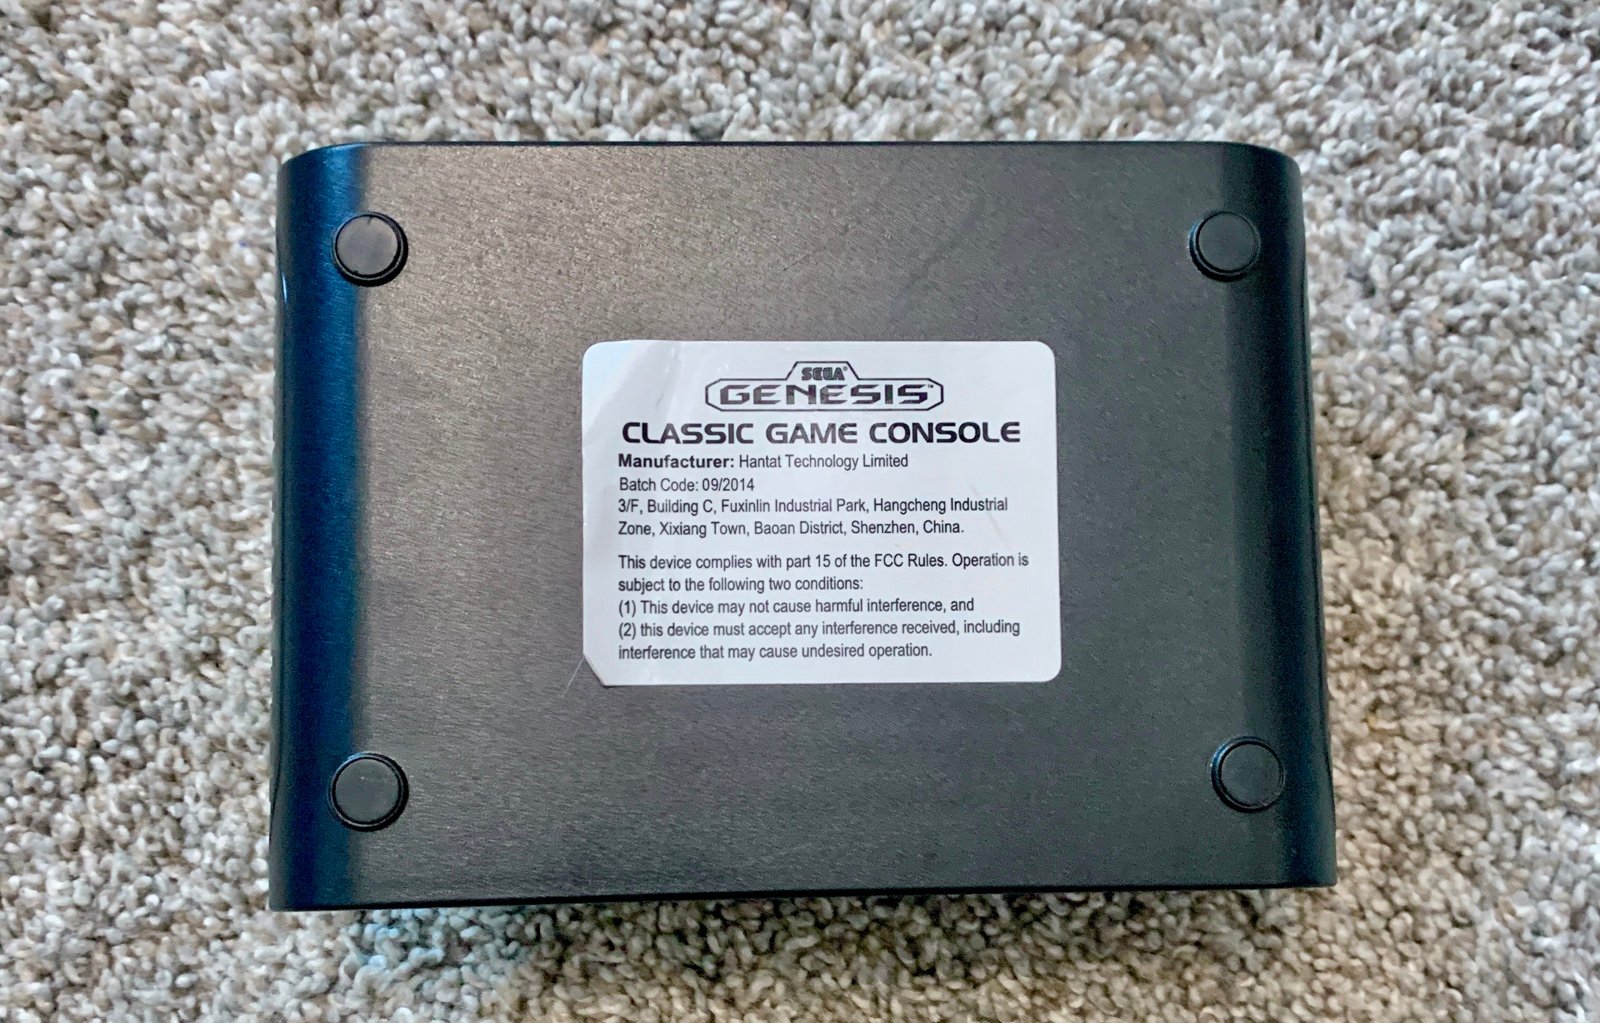 SEGA®
GENESIS™
CLASSIC GAME CONSOLE
Manufacturer: Hantat Technology Limited
Batch Code: 09/2014
3/F, Building C, Fuxinlin Industrial Park, Hangcheng Industrial
Zone, Xixiang Town, Baoan District, Shenzhen, China.
This device complies with part 15 of the FCC Rules. Operation is
subject to the following two conditions:
(1) This device may not cause harmful interference, and
(2) this device must accept any interference received, including
interference that may cause undesired operation.